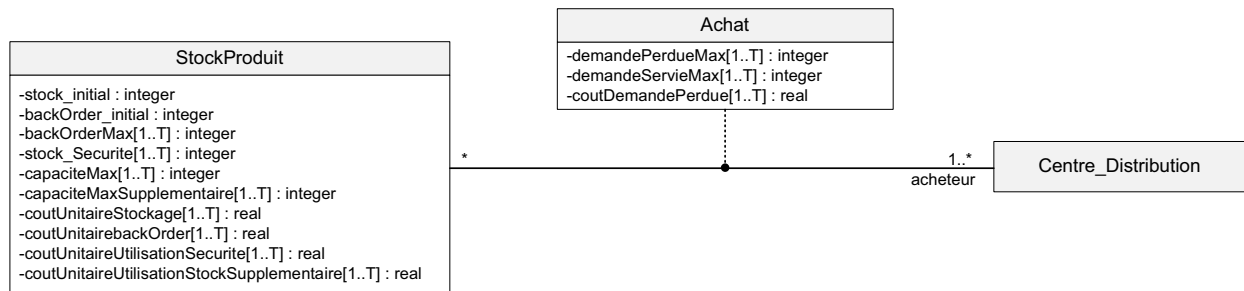 Achat
-demandePerdueMax[1..T] : integer
-demandeServieMax[1..T] : integer
-coutDemandePerdue[1..T] : real
StockProduit
-stock_initial : integer
-backOrder_initial : integer
-backOrderMax[1..T] : integer
-stock_Securite[1..T] : integer
-capaciteMax[1..T] : integer
-capaciteMaxSupplementaire[1..T] : integer
-coutUnitaireStockage[1..T] : real
-coutUnitairebackOrder[1..T] : real
-coutUnitaireUtilisationSecurite[1..T] : real
-coutUnitaireUtilisationStockSupplementaire[1..T] : real
*
1..*
acheteur
Centre_Distribution